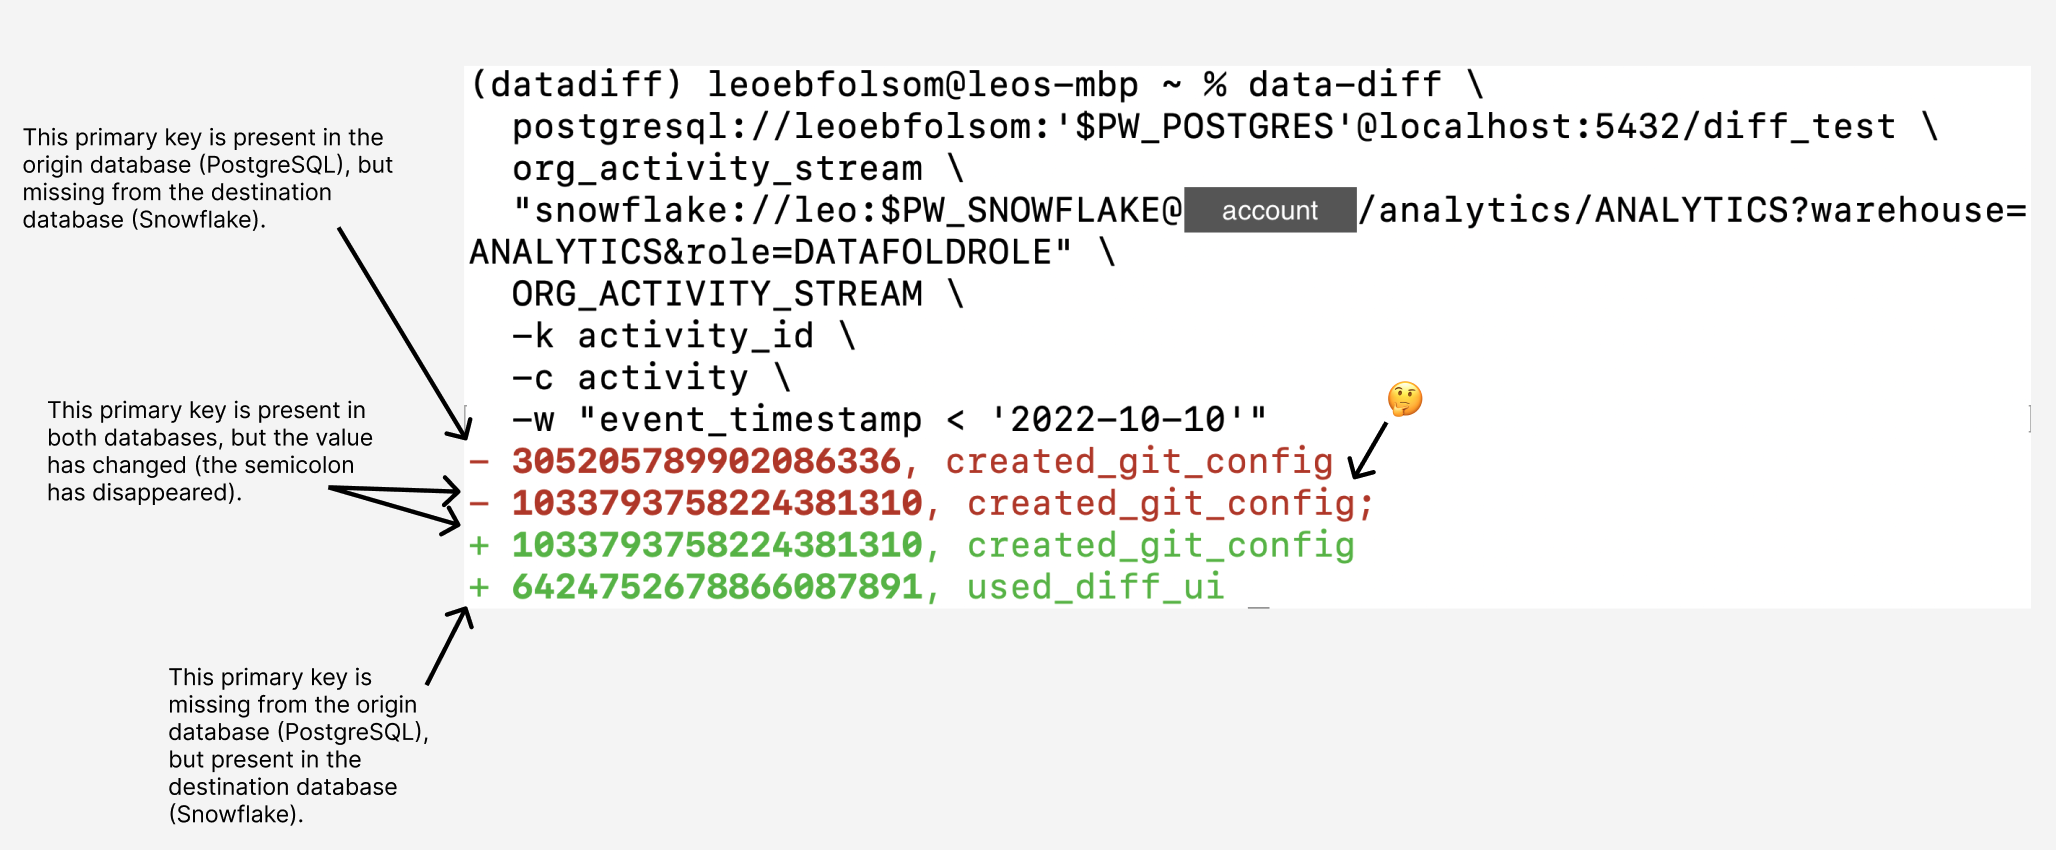 (datadiff) leoebfolsom@leos-mbp ~ % data-diff \
postgresql://leoebfolsom:'$PW_POSTGRES'@localhost:5432/diff_test \
org_activity_stream \
"snowflake://leo:$PW_SNOWFLAKE@ account /analytics/ANALYTICS?warehouse=
ANALYTICS&role=DATAFOLDROLE" \
ORG_ACTIVITY_STREAM \
-k activity_id \
-c activity \
-w "event_timestamp < '2022-10-10'"
- 305205789902086336, created_git_config
- 1033793758224381310, created_git_config;
+ 1033793758224381310, created_git_config
+ 6424752678866087891, used_diff_ui
This primary key is present in the
origin database (PostgreSQL), but
missing from the destination
database (Snowflake).
This primary key is present in
both databases, but the value
has changed (the semicolon
has disappeared).
This primary key is
missing from the origin
database (PostgreSQL),
but present in the
destination database
(Snowflake).